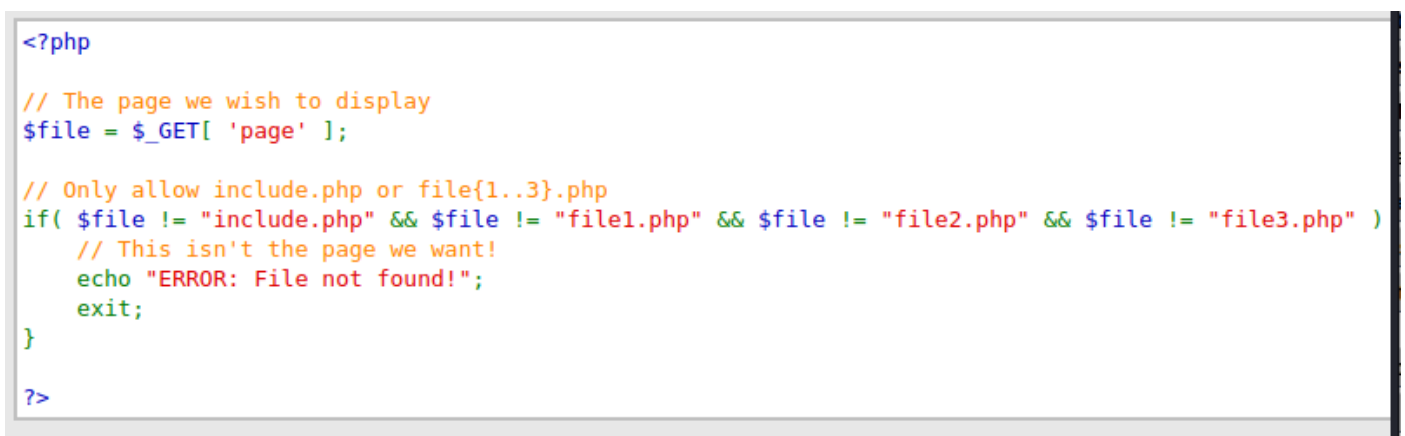 <?php
// The page we wish to display
$file = $_GET[ 'page' ];
// Only allow include.php or file{1..3}.php
if( $file != "include.php" && $file != "file1.php" && $file != "file2.php" && $file != "file3.php" )
// This isn't the page we want!
echo "ERROR: File not found!";
exit;
}
?>